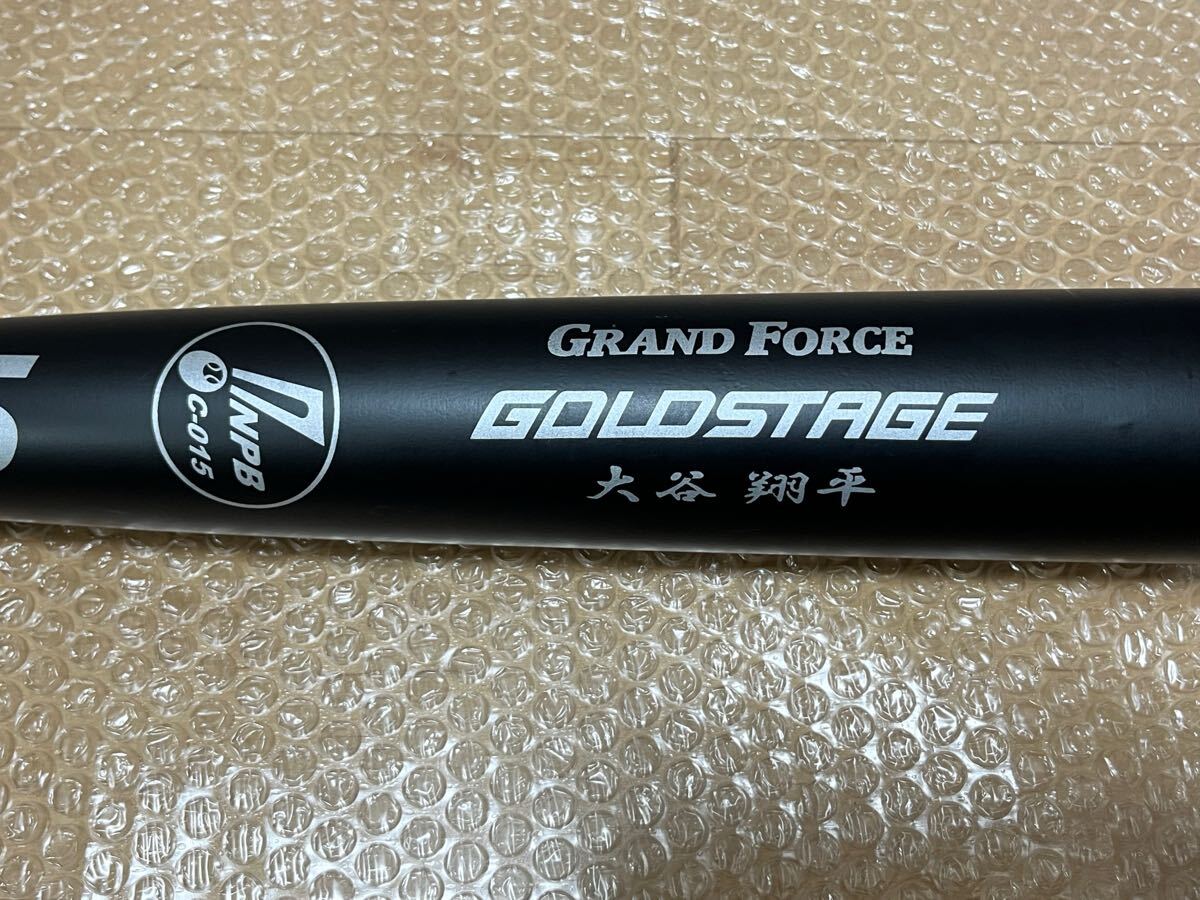 NPB
C-015
GRAND FORCE
GOLDSTAGE
大谷 翔平